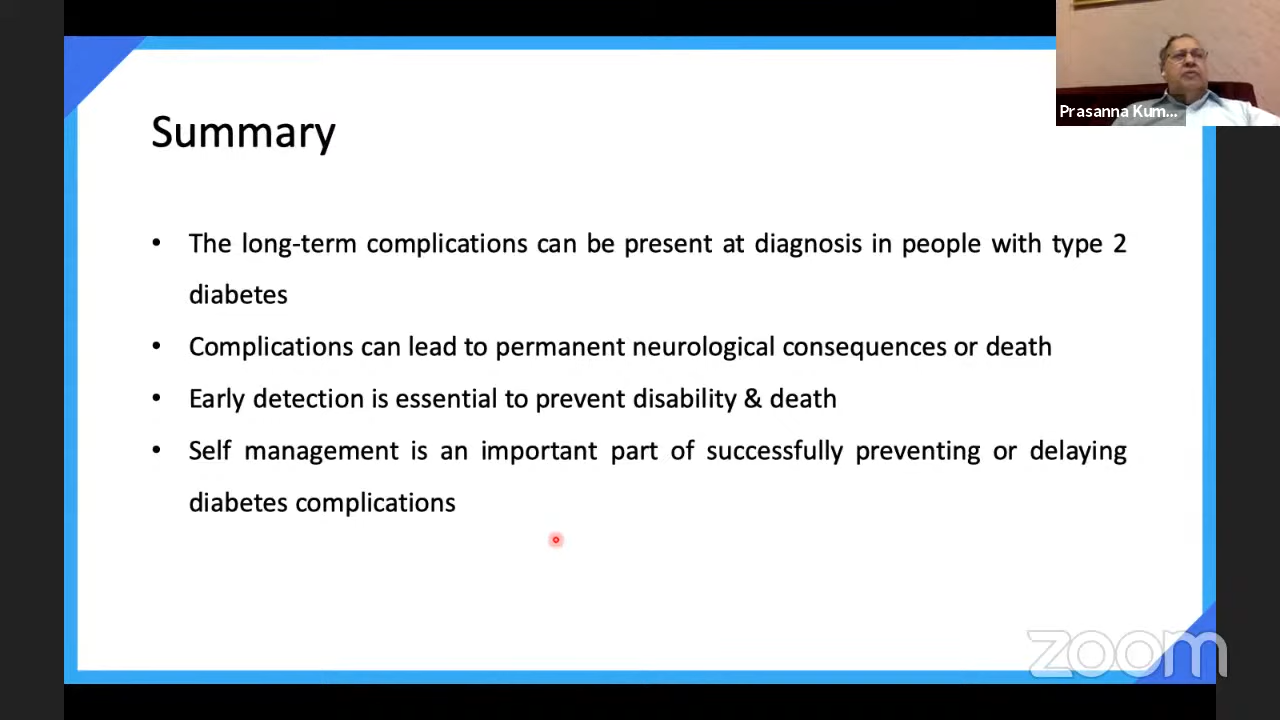 Prasanna Kum...
Summary
• The long-term complications can be present at diagnosis in people with type 2
diabetes
• Complications can lead to permanent neurological consequences or death
• Early detection is essential to prevent disability & death
• Self management is an important part of successfully preventing or delaying
diabetes complications
zoom